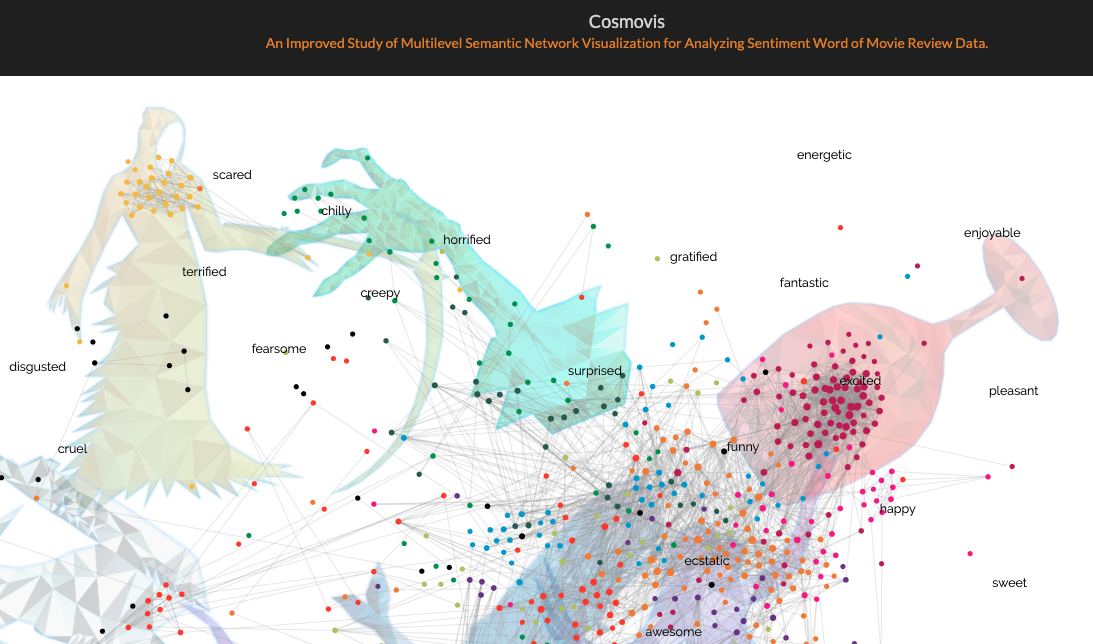 Cosmovis
An Improved Study of Multilevel Semantic Network Visualization for Analyzing Sentiment Word of Movie Review Data.
energetic
scared
chilly
enjoyable
horrified
gratified
terrified
fantastic
creepy
fearsome
disgusted
surprised
excited
pleasant
funny
cruel
happy
ecstatic
sweet
awesome